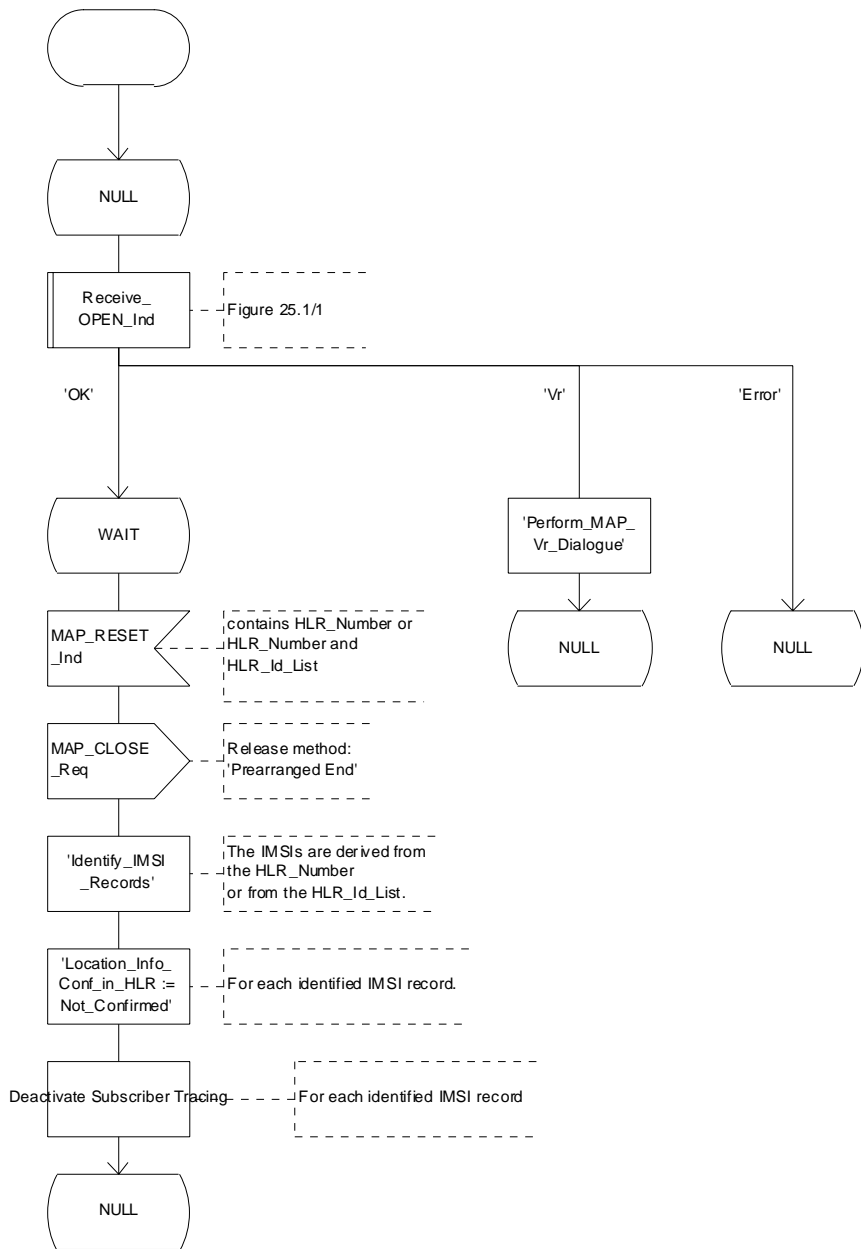 NULL
Receive_
OPEN_Ind
Figure 25.1/1
'OK'
'Vr'
'Error'
WAIT
'Perform_MAP_
Vr_Dialogue'
MAP_RESET
_Ind
contains HLR_Number or
HLR_Number and
HLR_Id_List
NULL
NULL
MAP_CLOSE
_Req
Release method:
'Prearranged End'
'Identify_IMSI
_Records'
The IMSIs are derived from
the HLR_Number
or from the HLR_Id_List.
'Location_Info_
Conf_in_HLR :=
Not_Confirmed'
For each identified IMSI record.
Deactivate Subscriber Tracing
For each identified IMSI record
NULL